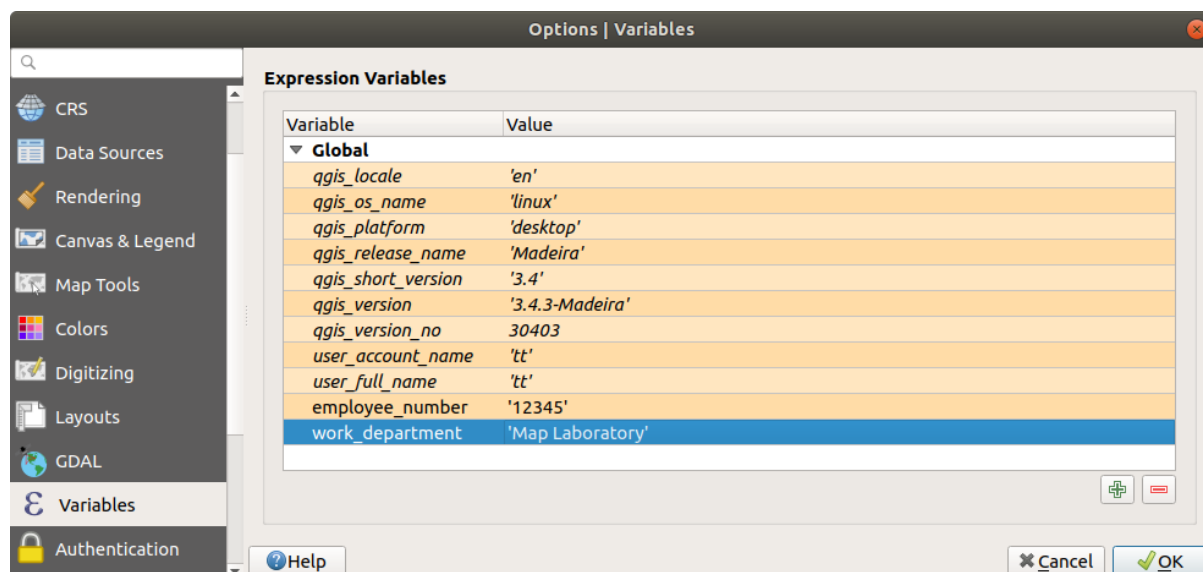 Options | Variables
CRS
Data Sources
Rendering
Canvas & Legend
Map Tools
Colors
Digitizing
Layouts
GDAL
ε Variables
Authentication
Expression Variables
Variable Value
Global
qgis_locale 'en'
qgis_os_name 'linux'
qgis_platform 'desktop'
qgis_release_name 'Madeira'
qgis_short_version '3.4'
qgis_version '3.4.3-Madeira'
qgis_version_no 30403
user_account_name 'tt'
user_full_name 'tt'
employee_number '12345'
work_department 'Map Laboratory'
Help
Cancel
OK